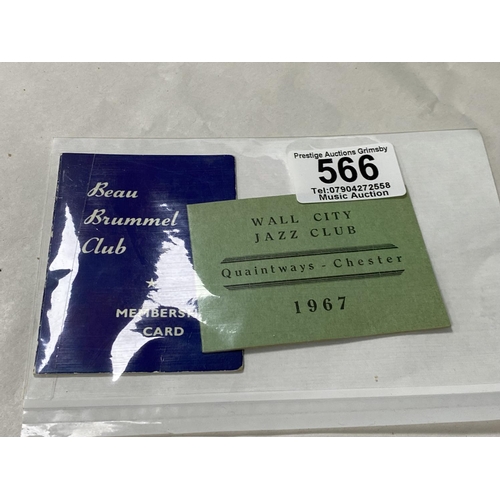 Prestige Auctions Grimsby
566
Tel:07904272558
Music Auction
Beau
Brummel
Club
MEMBERS
CARD
WALL CITY
JAZZ CLUB
Quaintways - Chester
1967